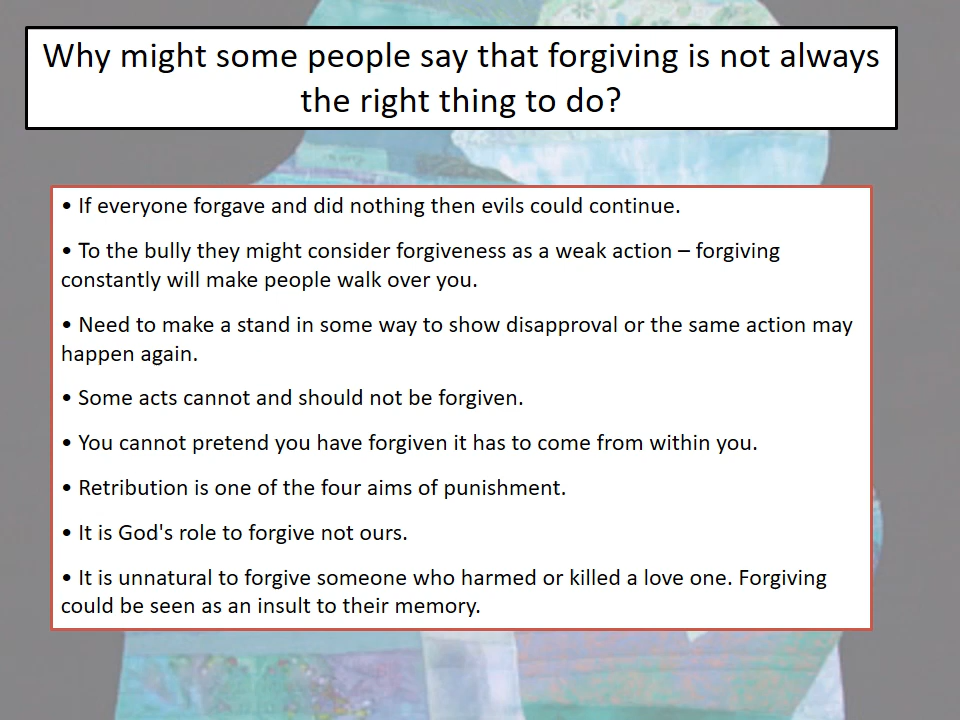 Why might some people say that forgiving is not always
the right thing to do?
• If everyone forgave and did nothing then evils could continue.
• To the bully they might consider forgiveness as a weak action – forgiving
constantly will make people walk over you.
• Need to make a stand in some way to show disapproval or the same action may
happen again.
• Some acts cannot and should not be forgiven.
• You cannot pretend you have forgiven it has to come from within you.
• Retribution is one of the four aims of punishment.
• It is God's role to forgive not ours.
• It is unnatural to forgive someone who harmed or killed a love one. Forgiving
could be seen as an insult to their memory.